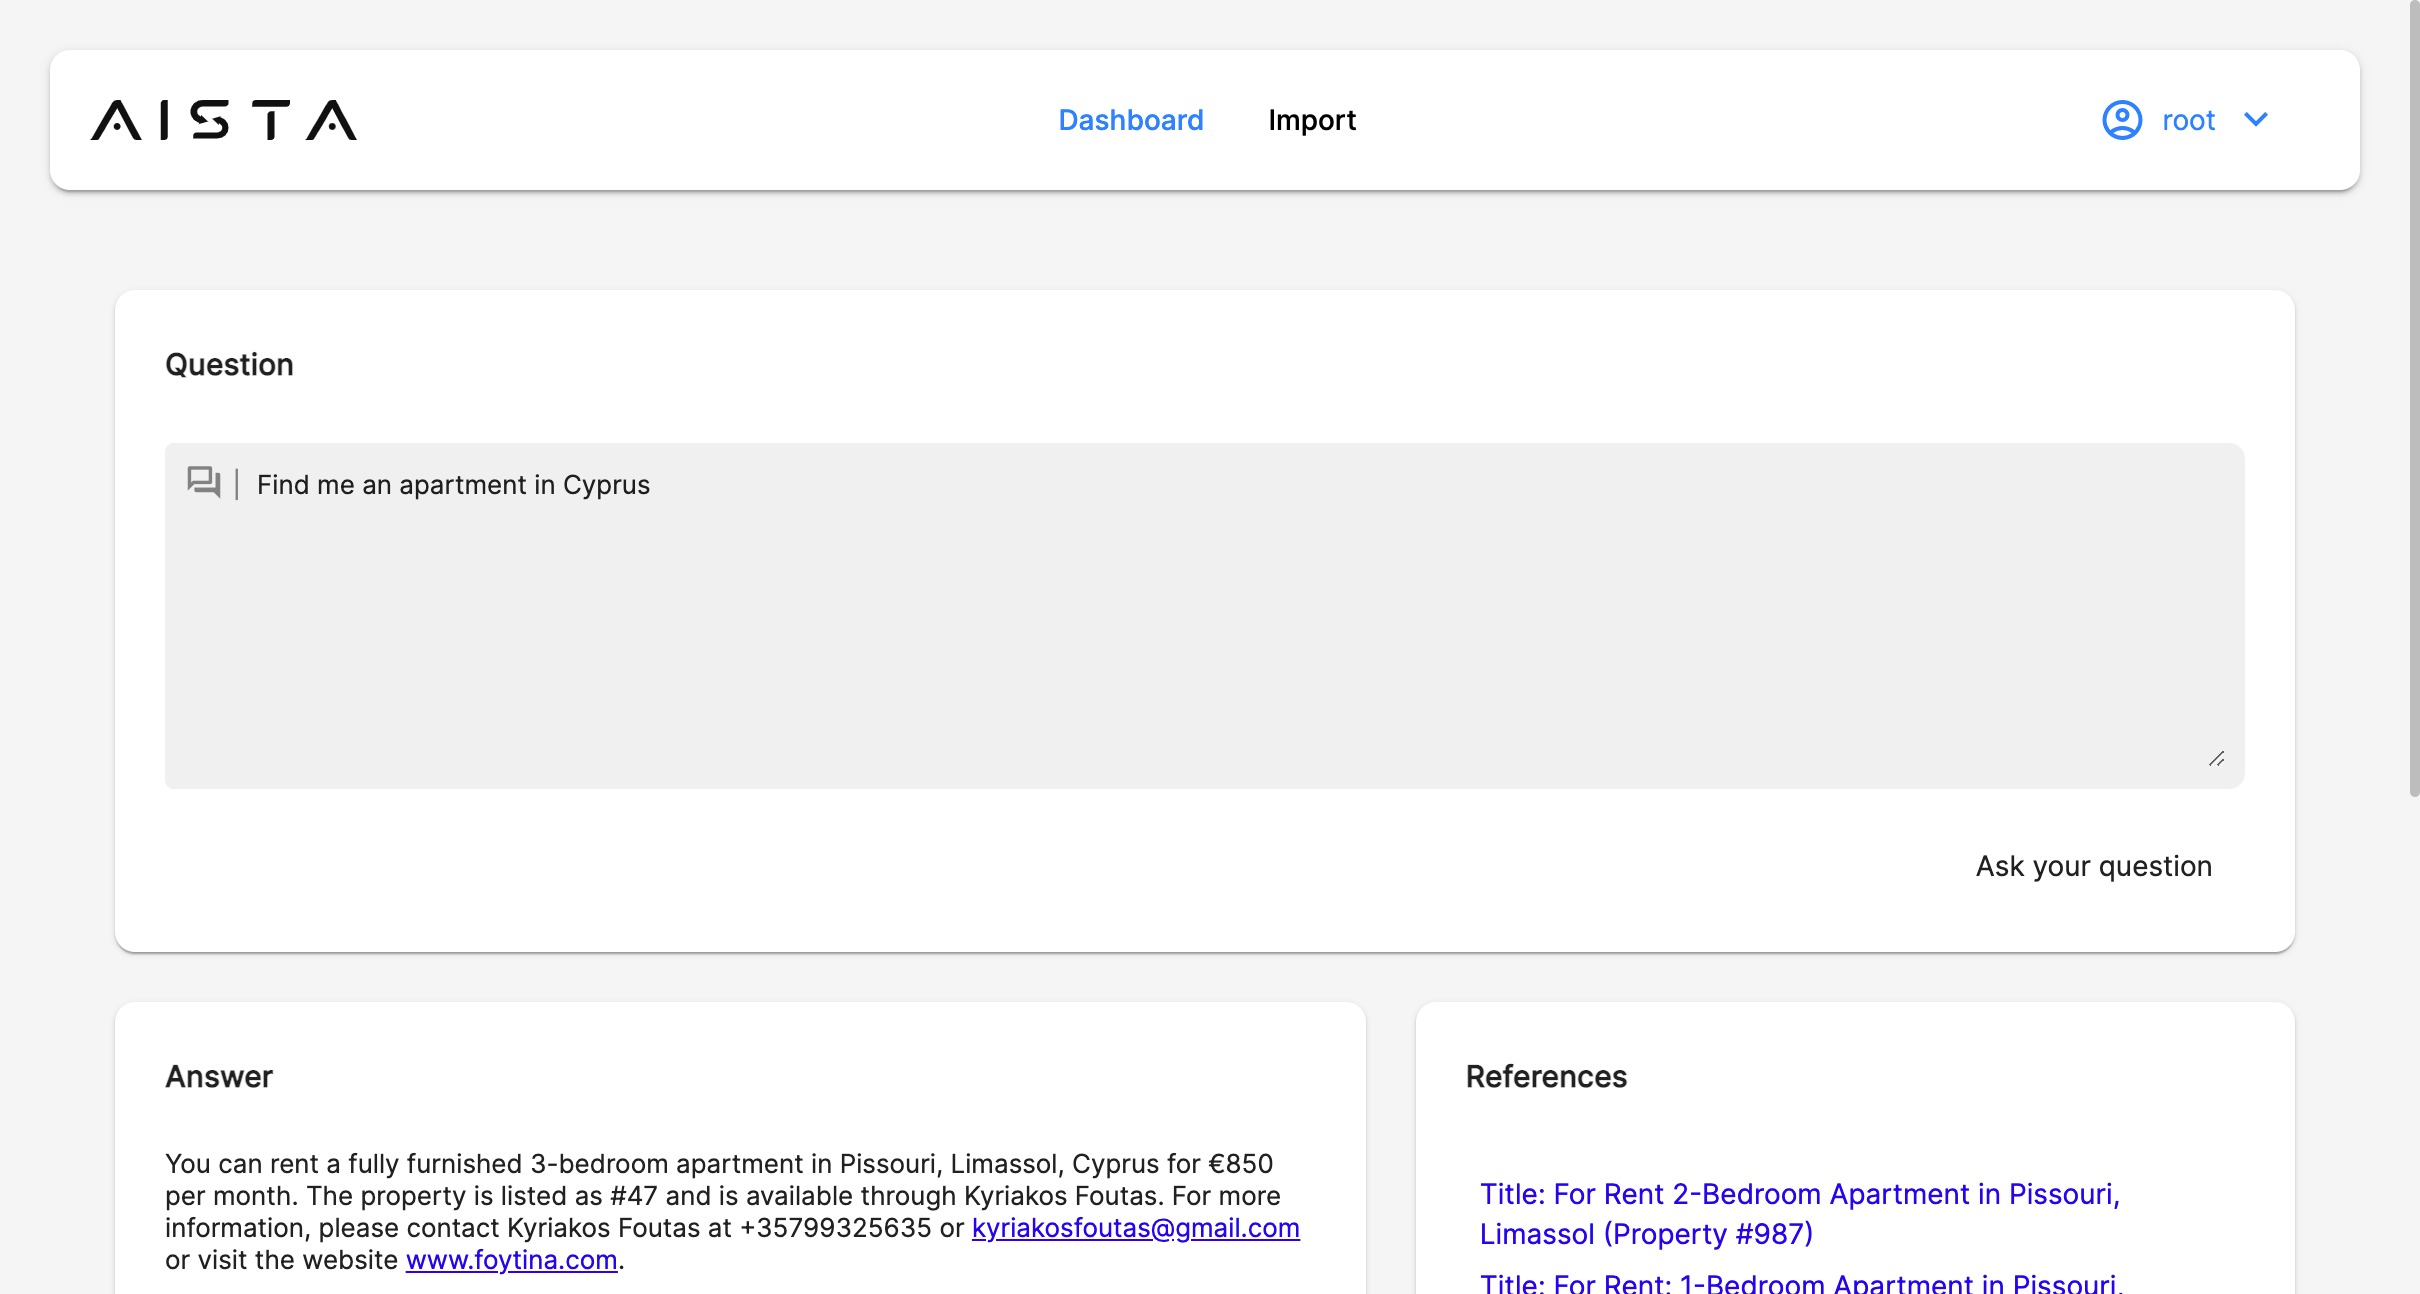 AISTA
Dashboard
Import
root
Question
Find me an apartment in Cyprus
Ask your question
Answer
You can rent a fully furnished 3-bedroom apartment in Pissouri, Limassol, Cyprus for €850
per month. The property is listed as #47 and is available through Kyriakos Foutas. For more
information, please contact Kyriakos Foutas at +35799325635 or kyriakosfoutas@gmail.com
or visit the website www.foytina.com.
References
Title: For Rent 2-Bedroom Apartment in Pissouri,
Limassol (Property #987)
Title: For Rent: 1-Bedroom Apartment in Pissouri,